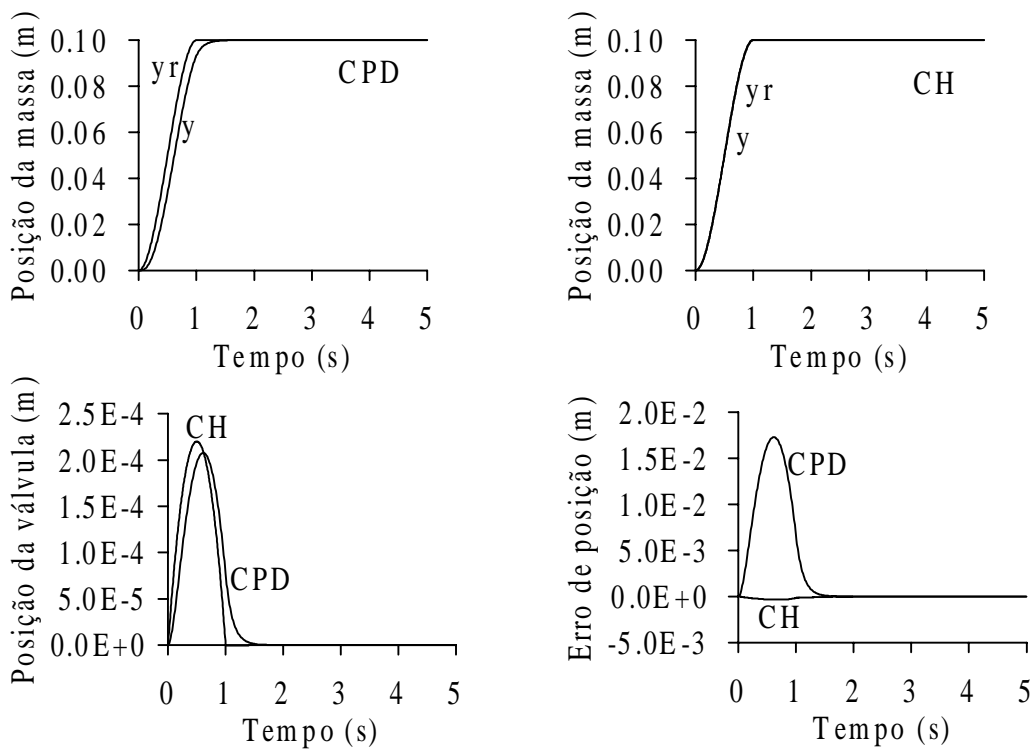 Posição da massa (m)
0.10
0.08
0.06
0.04
0.02
0.00
yr
y
CPD
0 1 2 3 4 5
Tempo (s)
Posição da massa (m)
0.10
0.08
0.06
0.04
0.02
0.00
yr
y
CH
0 1 2 3 4 5
Tempo (s)
Posição da válvula (m)
2.5E-4
2.0E-4
1.5E-4
1.0E-4
5.0E-5
0.0E+0
CH
CPD
0 1 2 3 4 5
Tempo (s)
Erro de posição (m)
2.0E-2
1.5E-2
1.0E-2
5.0E-3
0.0E+0
-5.0E-3
CPD
CH
0 1 2 3 4 5
Tempo (s)